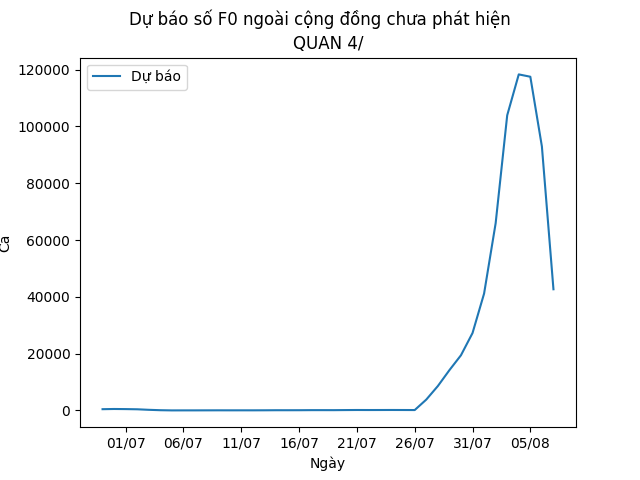 Dự báo số F0 ngoài cộng đồng chưa phát hiện
QUAN 4/
Dự báo
120000
100000
80000
60000
40000
20000
0
Ca
01/07 06/07 11/07 16/07 21/07 26/07 31/07 05/08
Ngày